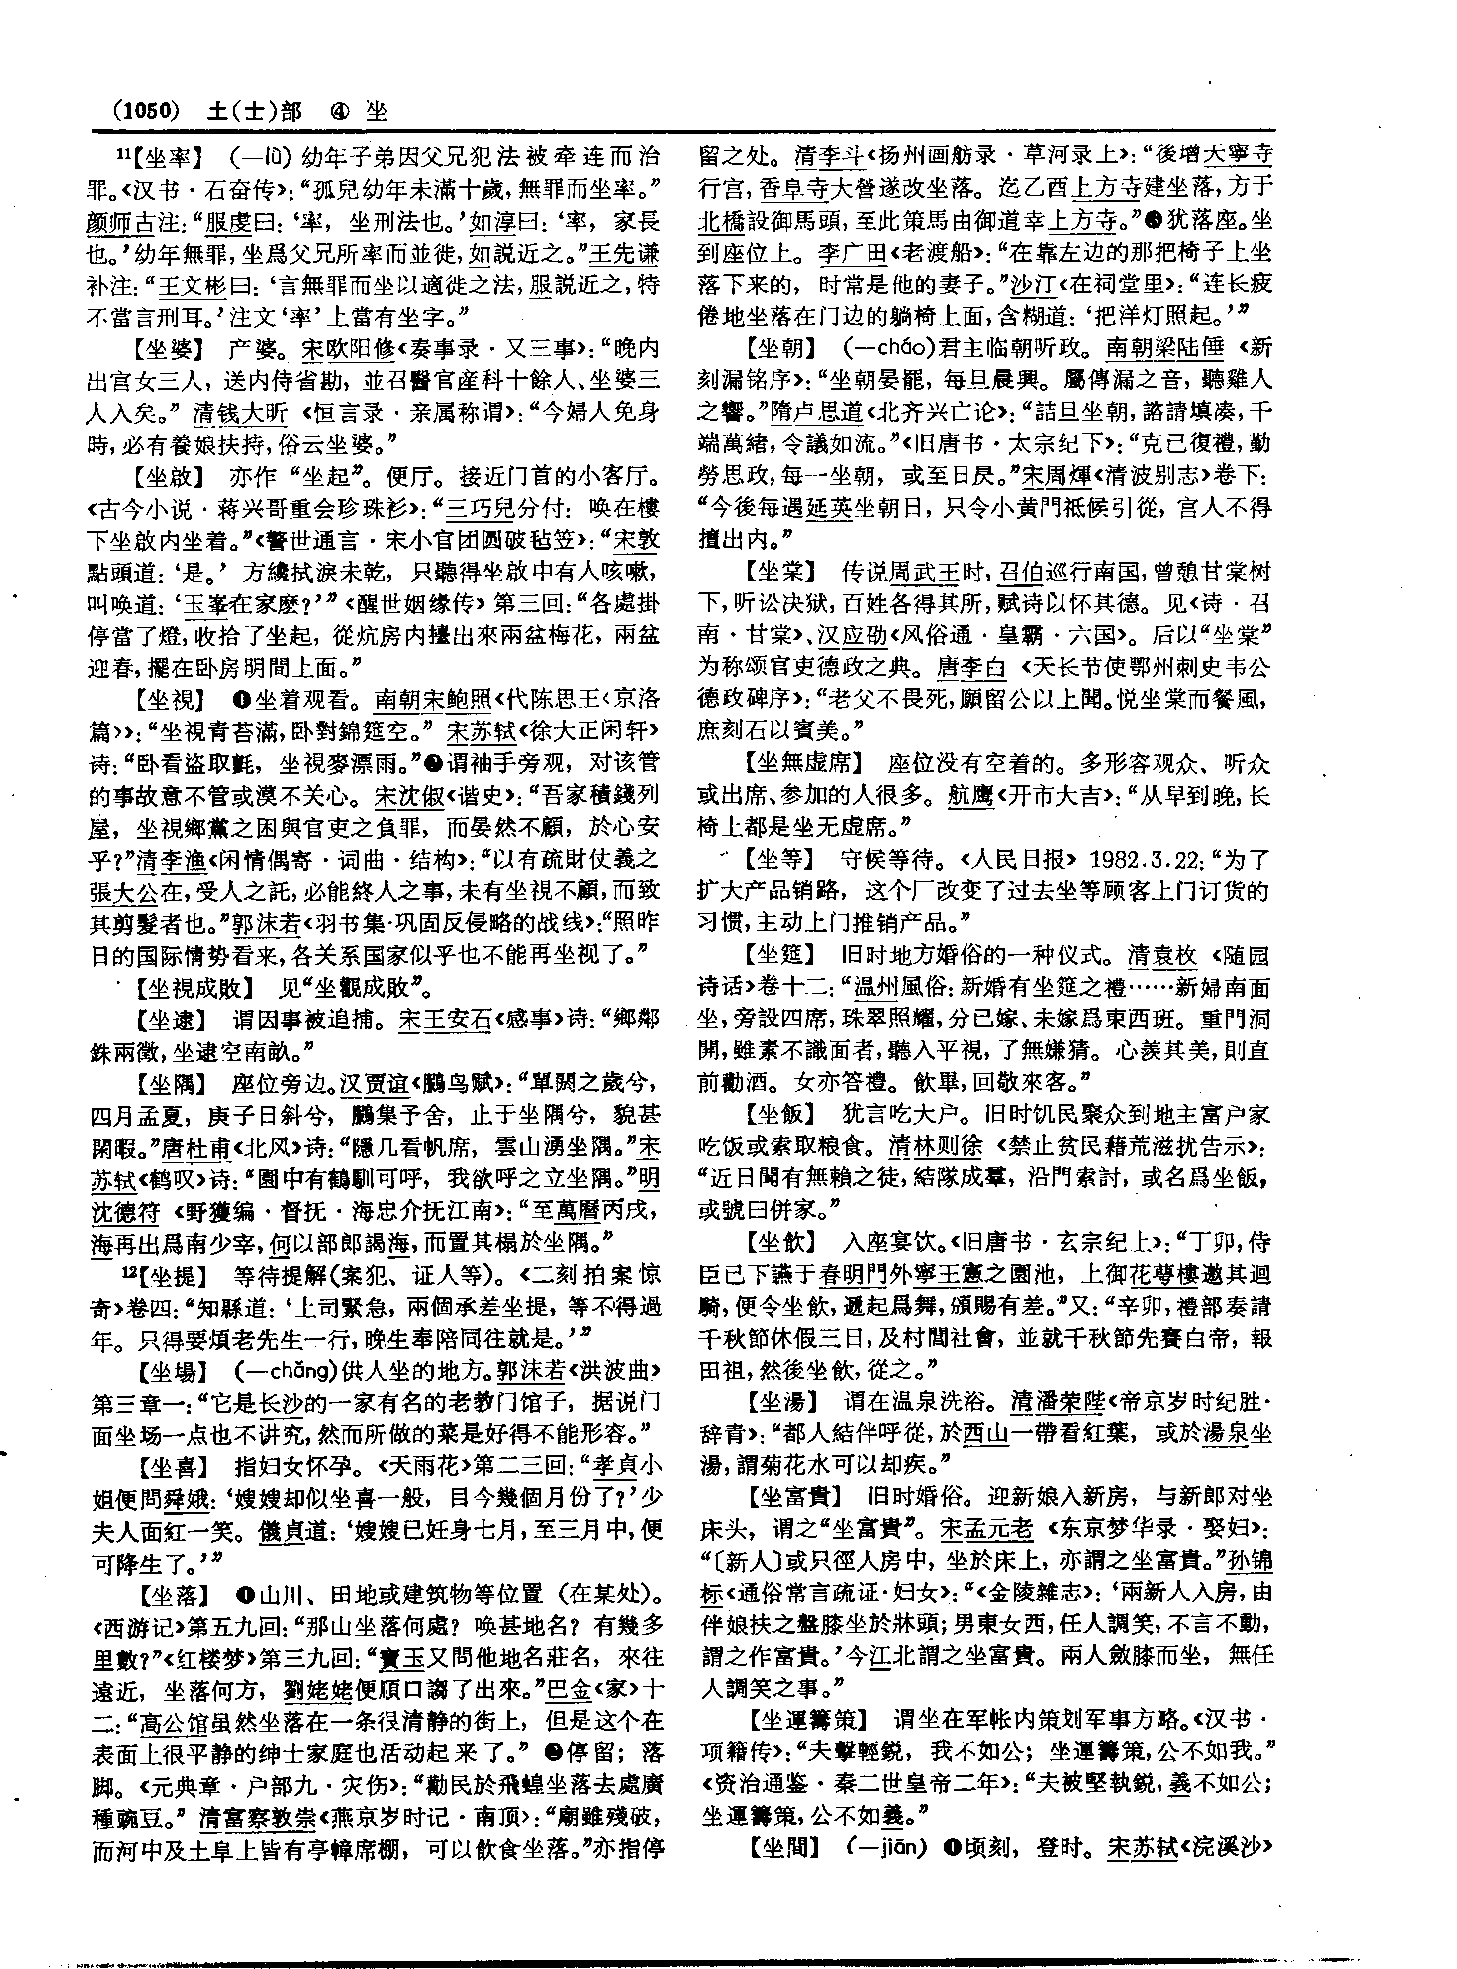 (1050) 土(士)部 ④ 坐
11【坐率】 (—lǜ) 幼年子弟因父兄犯法被牵连而治
罪。《汉书·石奋传》:“孤兒幼年未滿十歲,無罪而坐率。”
颜师古注:“服虔曰:‘率,坐刑法也。’如淳曰:‘率,家長
也。’幼年無罪,坐爲父兄所率而並徙,如説近之。”王先谦
补注:“王文彬曰:‘言無罪而坐以適徙之法,服説近之,特
不當言刑耳。’注文‘率’上當有坐字。”
【坐婆】 产婆。宋欧阳修《奏事录·又三事》:“晚内
出宫女三人,送内侍省勘,並召醫官産科十餘人、坐婆三
人入矣。”清钱大昕《恒言录·亲属称谓》:“今婦人免身
時,必有養娘扶持,俗云坐婆。”
【坐啟】 亦作“坐起”。便厅。接近门首的小客厅。
《古今小说·蒋兴哥重会珍珠衫》:“三巧兒分付:唤在樓
下坐啟内坐着。”《警世通言·宋小官团圆破毡笠》:“宋敦
點頭道:‘是。’方纔拭淚未乾,只聽得坐啟中有人咳嗽,
叫唤道:‘玉峯在家麽?’”《醒世姻缘传》第三回:“各處掛
停當了燈,收拾了坐起,從炕房内擡出來兩盆梅花,兩盆
迎春,擺在卧房明間上面。”
【坐視】 ❶坐着观看。南朝宋鲍照《代陈思王〈京洛
篇〉》:“坐視青苔滿,卧對錦筵空。”宋苏轼《徐大正闲轩》
诗:“卧看盜取氈,坐視麥漂雨。”❷谓袖手旁观,对该管
的事故意不管或漠不关心。宋沈俶《谐史》:“吾家積錢列
屋,坐視鄉黨之困與官吏之負罪,而晏然不顧,於心安
乎?”清李渔《闲情偶寄·词曲·结构》:“以有疏財仗義之
張大公在,受人之託,必能終人之事,未有坐視不顧,而致
其剪髮者也。”郭沫若《羽书集·巩固反侵略的战线》:“照昨
日的国际情势看来,各关系国家似乎也不能再坐视了。”
【坐視成敗】 见“坐觀成敗”。
【坐逮】 谓因事被追捕。宋王安石《感事》诗:“鄉鄰
銖兩徵,坐逮空南畝。”
【坐隅】 座位旁边。汉贾谊《鵩鸟赋》:“單閼之歲兮,
四月孟夏,庚子日斜兮,鵩集予舍,止于坐隅兮,貌甚
閑暇。”唐杜甫《北风》诗:“隱几看帆席,雲山湧坐隅。”宋
苏轼《鹤叹》诗:“園中有鶴馴可呼,我欲呼之立坐隅。”明
沈德符《野獲编·督抚·海忠介抚江南》:“至萬曆丙戌,
海再出爲南少宰,何以部郎謁海,而置其榻於坐隅。”
12【坐提】 等待提解(案犯、证人等)。《二刻拍案惊
奇》卷四:“知縣道:‘上司緊急,兩個承差坐提,等不得過
年。只得要煩老先生一行,晚生奉陪同往就是。’”
【坐場】 (—chǎng)供人坐的地方。郭沫若《洪波曲》
第三章一:“它是长沙的一家有名的老教门馆子,据说门
面坐场一点也不讲究,然而所做的菜是好得不能形容。”
【坐喜】 指妇女怀孕。《天雨花》第二三回:“孝貞小
姐便問舜娥:‘嫂嫂却似坐喜一般,目今幾個月份了?’少
夫人面紅一笑。儀貞道:‘嫂嫂已妊身七月,至三月中,便
可降生了。’”
【坐落】 ❶山川、田地或建筑物等位置(在某处)。
《西游记》第五九回:“那山坐落何處?唤甚地名?有幾多
里數?”《红楼梦》第三九回:“寶玉又問他地名莊名,來往
遠近,坐落何方,劉姥姥便順口謅了出來。”巴金《家》十
二:“高公馆虽然坐落在一条很清静的街上,但是这个在
表面上很平静的绅士家庭也活动起来了。”❷停留;落
脚。《元典章·户部九·灾伤》:“勸民於飛蝗坐落去處廣
種豌豆。”清富察敦崇《燕京岁时记·南顶》:“廟雖殘破,
而河中及土阜上皆有亭幛席棚,可以飲食坐落。”亦指停
留之处。清李斗《扬州画舫录·草河录上》:“後增大寧寺
行宫,香阜寺大營遂改坐落。迄乙酉上方寺建坐落,方于
北橋設御馬頭,至此策馬由御道幸上方寺。”❸犹落座。坐
到座位上。李广田《老渡船》:“在靠左边的那把椅子上坐
落下来的,时常是他的妻子。”沙汀《在祠堂里》:“连长疲
倦地坐落在门边的躺椅上面,含糊道:‘把洋灯照起。’”
【坐朝】 (—cháo)君主临朝听政。南朝梁陆倕《新
刻漏铭序》:“坐朝晏罷,每旦晨興。屬傳漏之音,聽雞人
之響。”隋卢思道《北齐兴亡论》:“詰旦坐朝,諮請填凑,千
端萬緒,令議如流。”《旧唐书·太宗纪下》:“克己復禮,勤
勞思政,每一坐朝,或至日昃。”宋周煇《清波别志》卷下:
“今後每遇延英坐朝日,只令小黄門祗候引從,宫人不得
擅出内。”
【坐棠】 传说周武王时,召伯巡行南国,曾憩甘棠树
下,听讼决狱,百姓各得其所,赋诗以怀其德。见《诗·召
南·甘棠》、汉应劭《风俗通·皇霸·六国》。后以“坐棠”
为称颂官吏德政之典。唐李白《天长节使鄂州刺史韦公
德政碑序》:“老父不畏死,願留公以上聞。悦坐棠而餐風,
庶刻石以寶美。”
【坐無虚席】 座位没有空着的。多形容观众、听众
或出席、参加的人很多。航鹰《开市大吉》:“从早到晚,长
椅上都是坐无虚席。”
【坐等】 守候等待。《人民日报》1982.3.22:“为了
扩大产品销路,这个厂改变了过去坐等顾客上门订货的
习惯,主动上门推销产品。”
【坐筵】 旧时地方婚俗的一种仪式。清袁枚《随园
诗话》卷十二:“温州風俗:新婚有坐筵之禮……新婦南面
坐,旁設四席,珠翠照耀,分已嫁、未嫁爲東西班。重門洞
開,雖素不識面者,聽入平視,了無嫌猜。心羡其美,則直
前勸酒。女亦答禮。飲畢,回敬來客。”
【坐飯】 犹言吃大户。旧时饥民聚众到地主富户家
吃饭或索取粮食。清林则徐《禁止贫民藉荒滋扰告示》:
“近日聞有無賴之徒,結隊成羣,沿門索討,或名爲坐飯,
或號曰併家。”
【坐飲】 入座宴饮。《旧唐书·玄宗纪上》:“丁卯,侍
臣已下讌于春明門外寧王憲之園池,上御花萼樓邀其迴
騎,便令坐飲,遞起爲舞,頒賜有差。”又:“辛卯,禮部奏請
千秋節休假三日,及村閭社會,並就千秋節先賽白帝,報
田祖,然後坐飲,從之。”
【坐湯】 谓在温泉洗浴。清潘荣陛《帝京岁时纪胜·
辞青》:“都人結伴呼從,於西山一帶看紅葉,或於湯泉坐
湯,謂菊花水可以却疾。”
【坐富貴】 旧时婚俗。迎新娘入新房,与新郎对坐
床头,谓之“坐富貴”。宋孟元老《东京梦华录·娶妇》:
“〔新人〕或只徑入房中,坐於床上,亦謂之坐富貴。”孙锦
标《通俗常言疏证·妇女》:“《金陵雜志》:‘兩新人入房,由
伴娘扶之盤膝坐於牀頭;男東女西,任人調笑,不言不動,
謂之作富貴。’今江北謂之坐富貴。兩人斂膝而坐,無任
人調笑之事。”
【坐運籌策】 谓坐在军帐内策划军事方略。《汉书·
项籍传》:“夫擊輕鋭,我不如公;坐運籌策,公不如我。”
《资治通鉴·秦二世皇帝二年》:“夫被堅執鋭,義不如公;
坐運籌策,公不如義。”
【坐間】 (—jiān) ❶顷刻,登时。宋苏轼《浣溪沙》